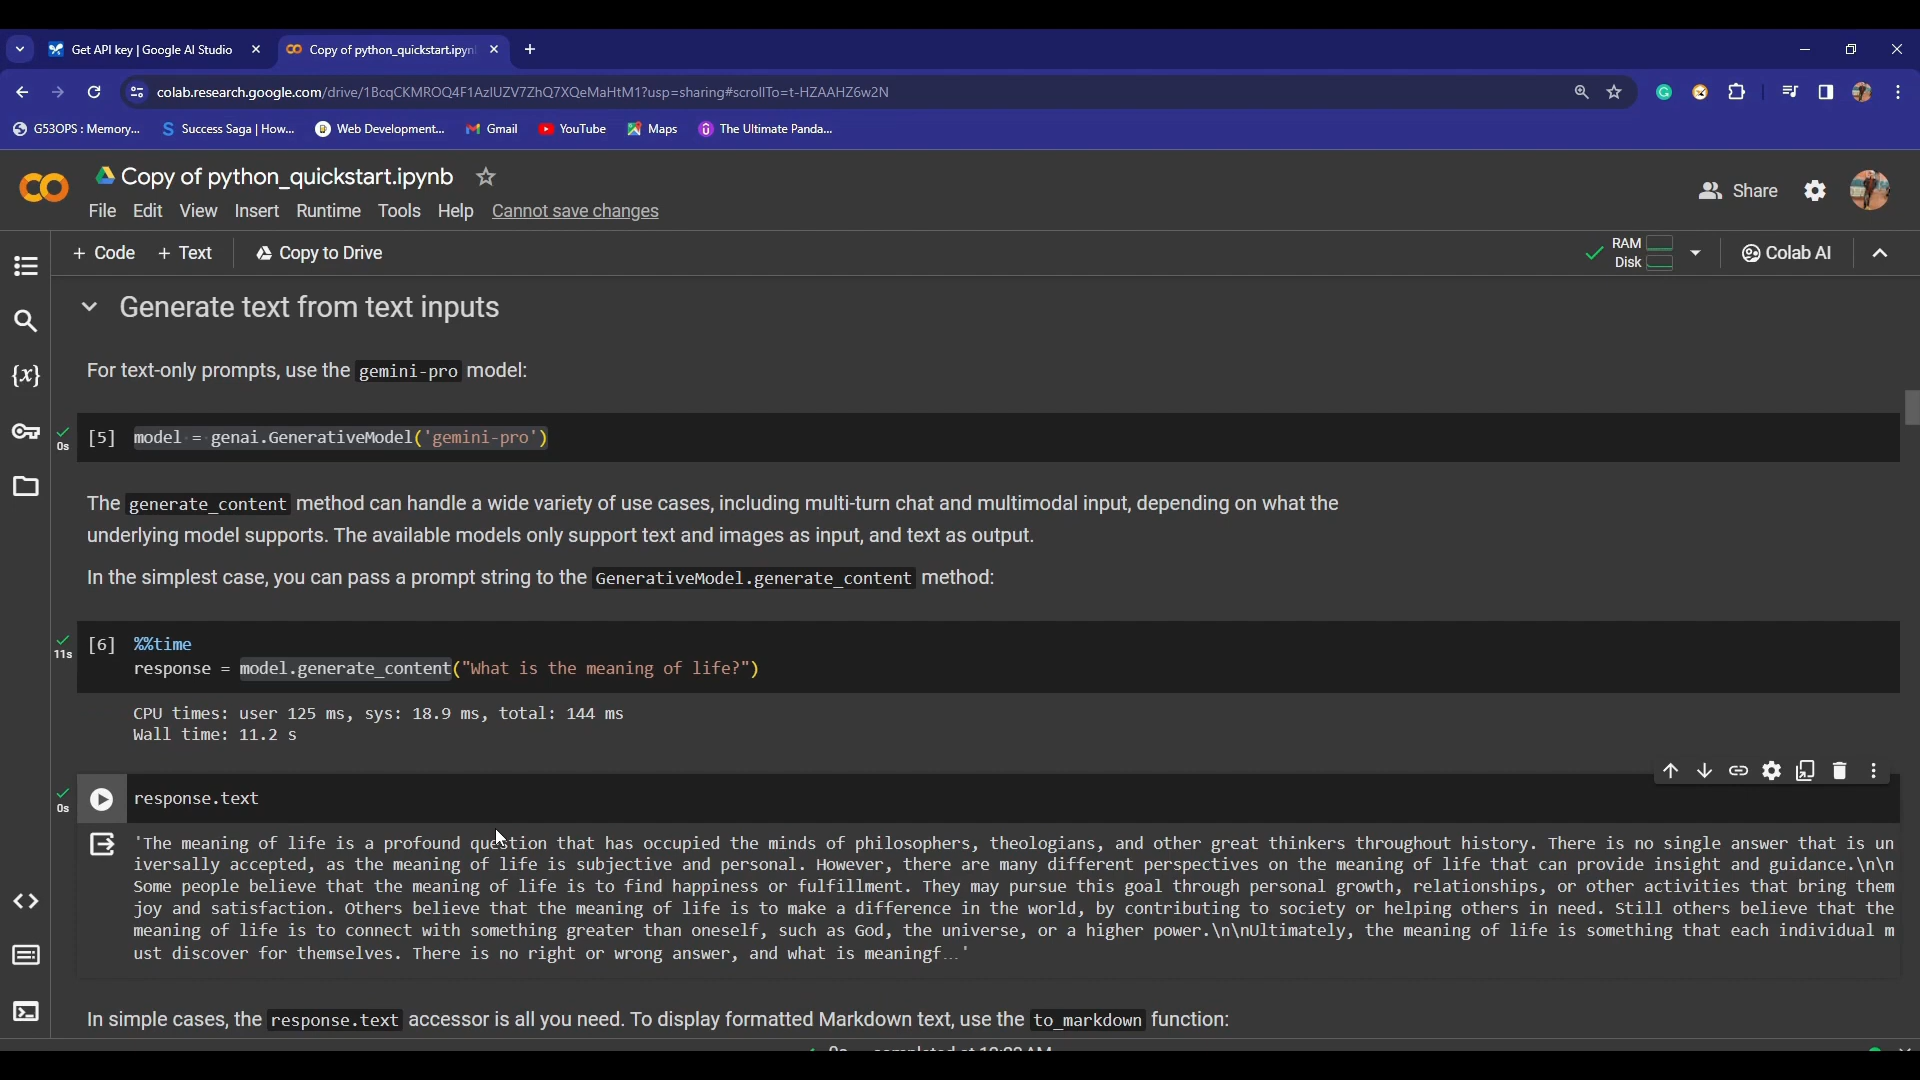 Get API key | Google AI Studio
Copy of python_quickstart.ipyn
colab.research.google.com/drive/1BcqCKMROQ4F1AzIUZV7ZhQ7XQeMaHtM1?usp=sharing#scrollTo=t-HZAAHZ6w2N
G53OPS : Memory... Success Saga | How... Web Development... Gmail YouTube Maps The Ultimate Panda...
Copy of python_quickstart.ipynb
Share
File Edit View Insert Runtime Tools Help Cannot save changes
+ Code + Text Copy to Drive
RAM
Disk
Colab AI
Generate text from text inputs
For text-only prompts, use the gemini-pro model:
0s
[5] model = genai.GenerativeModel('gemini-pro')
The generate_content method can handle a wide variety of use cases, including multi-turn chat and multimodal input, depending on what the
underlying model supports. The available models only support text and images as input, and text as output.
In the simplest case, you can pass a prompt string to the GenerativeModel.generate_content method:
11s
[6] %%time
response = model.generate_content("What is the meaning of life?")
CPU times: user 125 ms, sys: 18.9 ms, total: 144 ms
Wall time: 11.2 s
0s
response.text
'The meaning of life is a profound question that has occupied the minds of philosophers, theologians, and other great thinkers throughout history. There is no single answer that is un
iversally accepted, as the meaning of life is subjective and personal. However, there are many different perspectives on the meaning of life that can provide insight and guidance.\n\n
Some people believe that the meaning of life is to find happiness or fulfillment. They may pursue this goal through personal growth, relationships, or other activities that bring them
joy and satisfaction. Others believe that the meaning of life is to make a difference in the world, by contributing to society or helping others in need. Still others believe that the
meaning of life is to connect with something greater than oneself, such as God, the universe, or a higher power.\n\nUltimately, the meaning of life is something that each individual m
ust discover for themselves. There is no right or wrong answer, and what is meaningf…'
In simple cases, the response.text accessor is all you need. To display formatted Markdown text, use the to_markdown function: